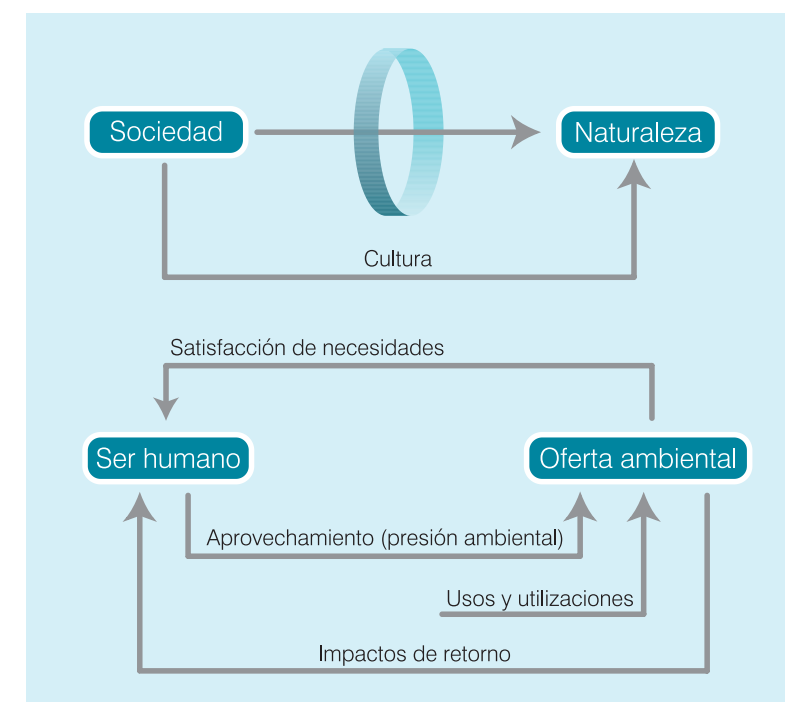 Sociedad
Naturaleza
Cultura
Satisfacción de necesidades
Ser humano
Oferta ambiental
Aprovechamiento (presión ambiental)
Usos y utilizaciones
Impactos de retorno